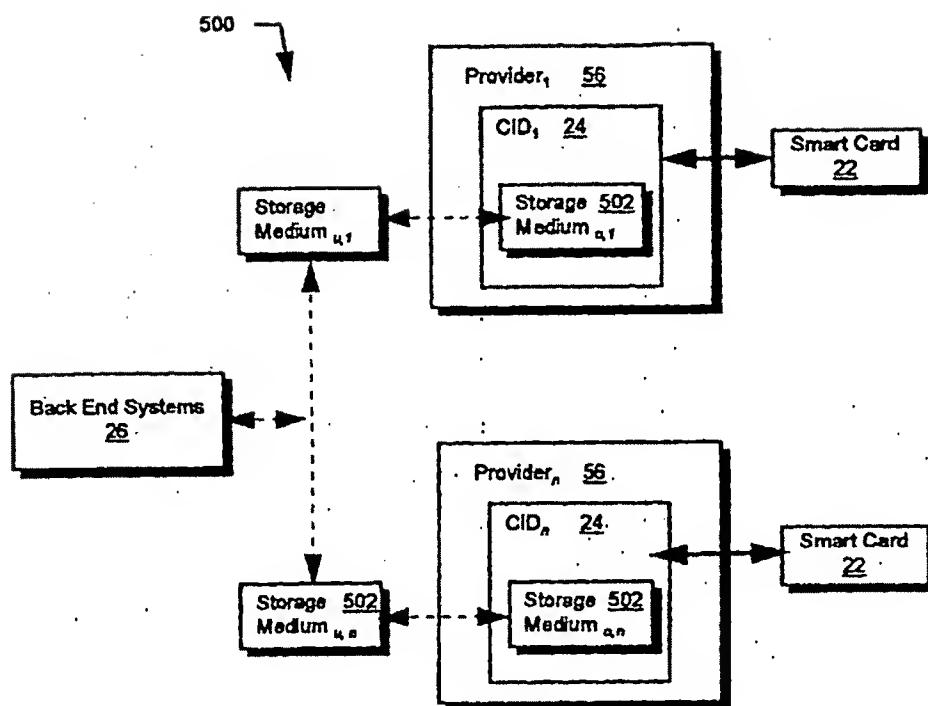 500
Provider1 56
CID1 24
Smart Card
22
Storage
Medium u,1
Storage 502
Medium a,1
Back End Systems
26
Providern 56
CIDn 24
Smart Card
22
Storage 502
Medium u,n
Storage 502
Medium a,n